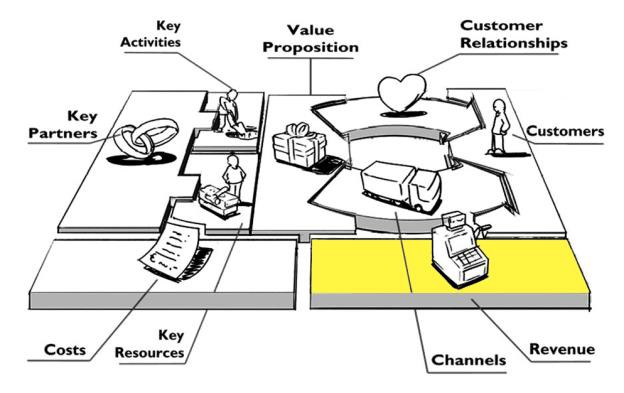 Key
Activities
Value
Proposition
Customer
Relationships
Key
Partners
Customers
Costs
Key
Resources
Channels
Revenue